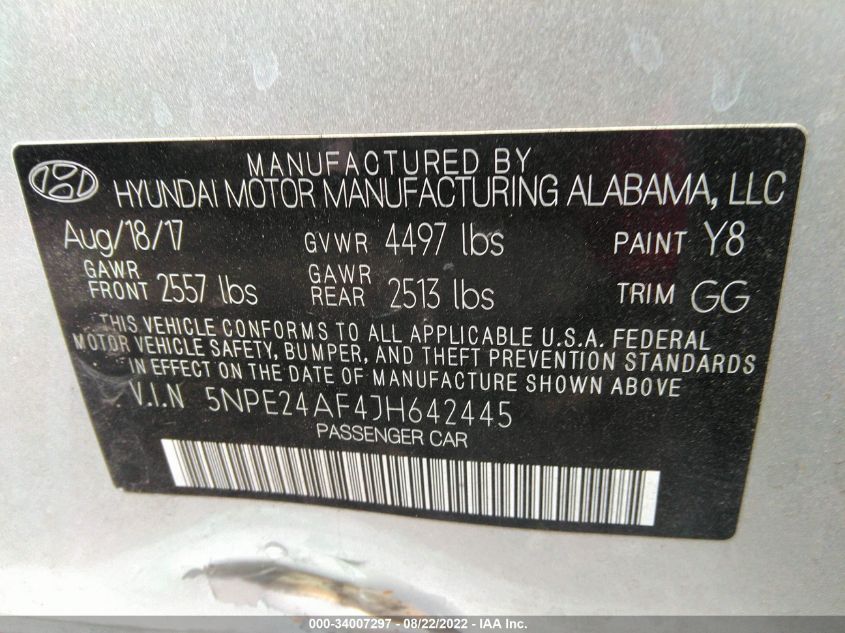 MANUFACTURED BY
HYUNDAI MOTOR MANUFACTURING ALABAMA, LLC
Aug/18/17 GVWR 4497 lbs PAINT Y8
GAWR FRONT 2557 lbs GAWR REAR 2513 lbs TRIM GG
THIS VEHICLE CONFORMS TO ALL APPLICABLE U.S.A. FEDERAL
MOTOR VEHICLE SAFETY, BUMPER, AND THEFT PREVENTION STANDARDS
IN EFFECT ON THE DATE OF MANUFACTURE SHOWN ABOVE
V.I.N 5NPE24AF4JH642445
PASSENGER CAR
000-34007297 - 08/22/2022 - IAA Inc.